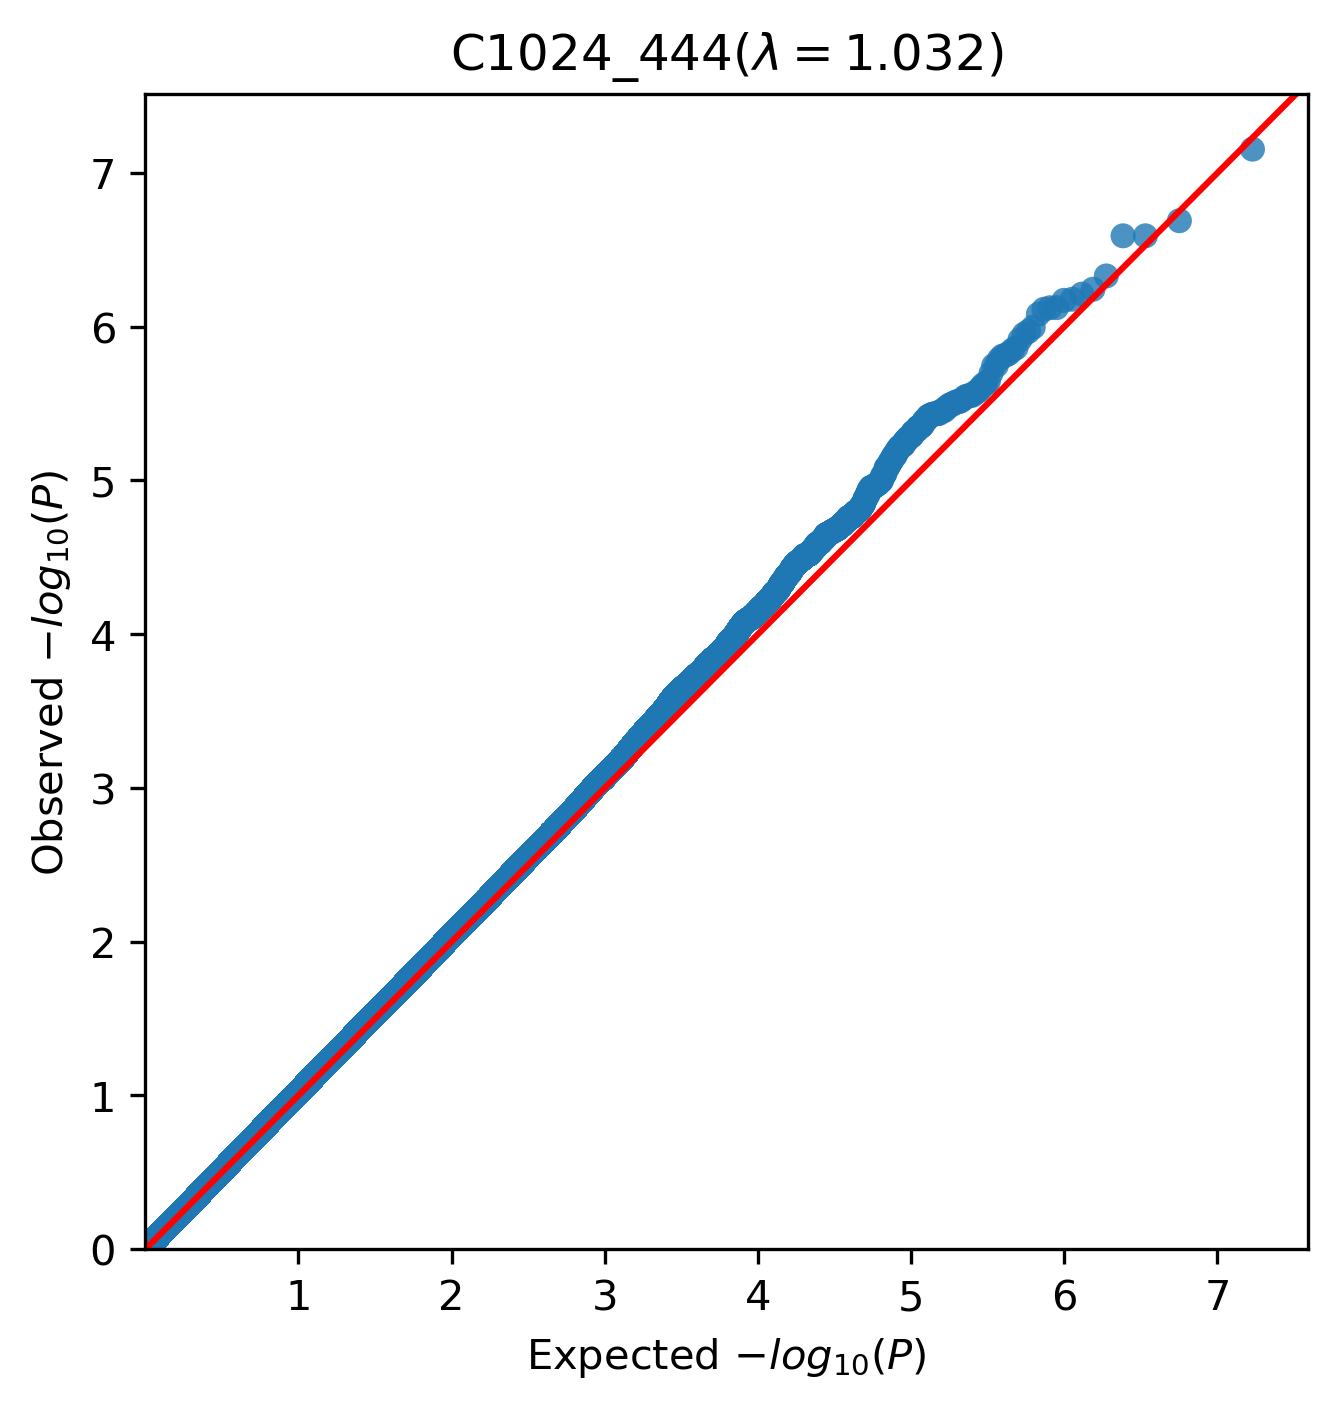 C1024_444(λ = 1.032)
Observed −log₁₀(P)
7
6
5
4
3
2
1
0
1 2 3 4 5 6 7
Expected −log₁₀(P)